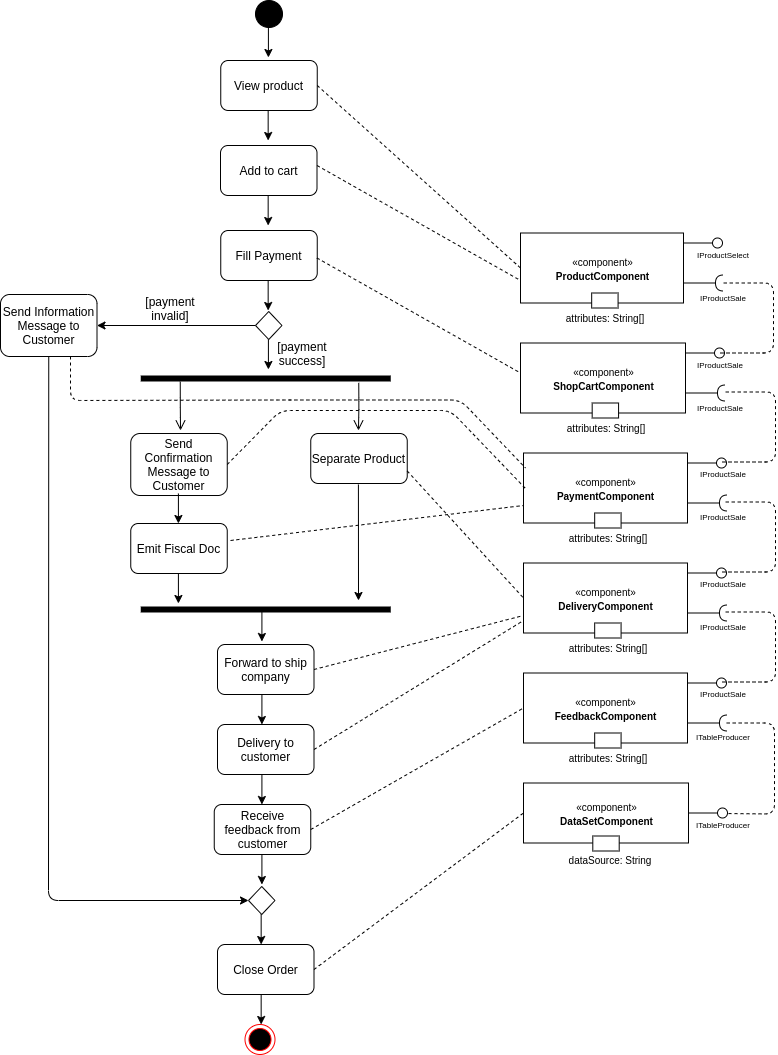 View product
Add to cart
Fill Payment
[payment
invalid]
Send Information
Message to
Customer
[payment
success]
Send
Confirmation
Message to
Customer
Separate Product
Emit Fiscal Doc
Forward to ship
company
Delivery to
customer
Receive
feedback from
customer
Close Order
«component»
ProductComponent
attributes: String[]
IProductSelect
IProductSale
«component»
ShopCartComponent
attributes: String[]
IProductSale
IProductSale
«component»
PaymentComponent
attributes: String[]
IProductSale
IProductSale
«component»
DeliveryComponent
attributes: String[]
IProductSale
IProductSale
«component»
FeedbackComponent
attributes: String[]
IProductSale
ITableProducer
«component»
DataSetComponent
dataSource: String
ITableProducer